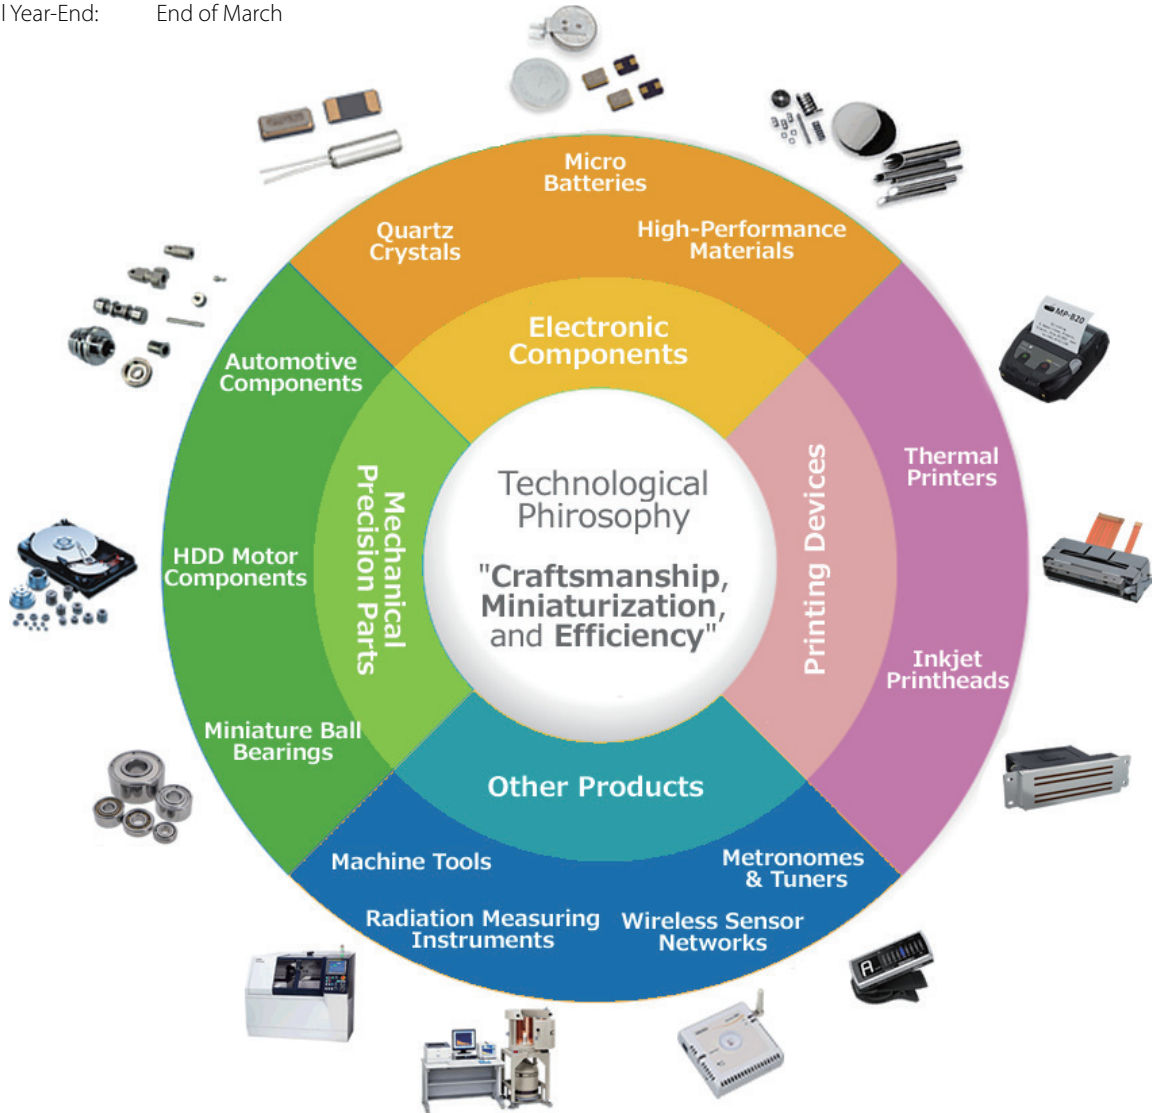 l Year-End: End of March
Micro
Batteries
Quartz
Crystals
High-Performance
Materials
Electronic
Components
MP-B20
Automotive
Components
Thermal
Printers
Mechanical
Precision Parts
Printing Devices
Technological
Phirosophy
"Craftsmanship,
Miniaturization,
and Efficiency"
HDD Motor
Components
Inkjet
Printheads
Miniature Ball
Bearings
Other Products
Machine Tools
Metronomes
& Tuners
Radiation Measuring
Instruments
Wireless Sensor
Networks
A